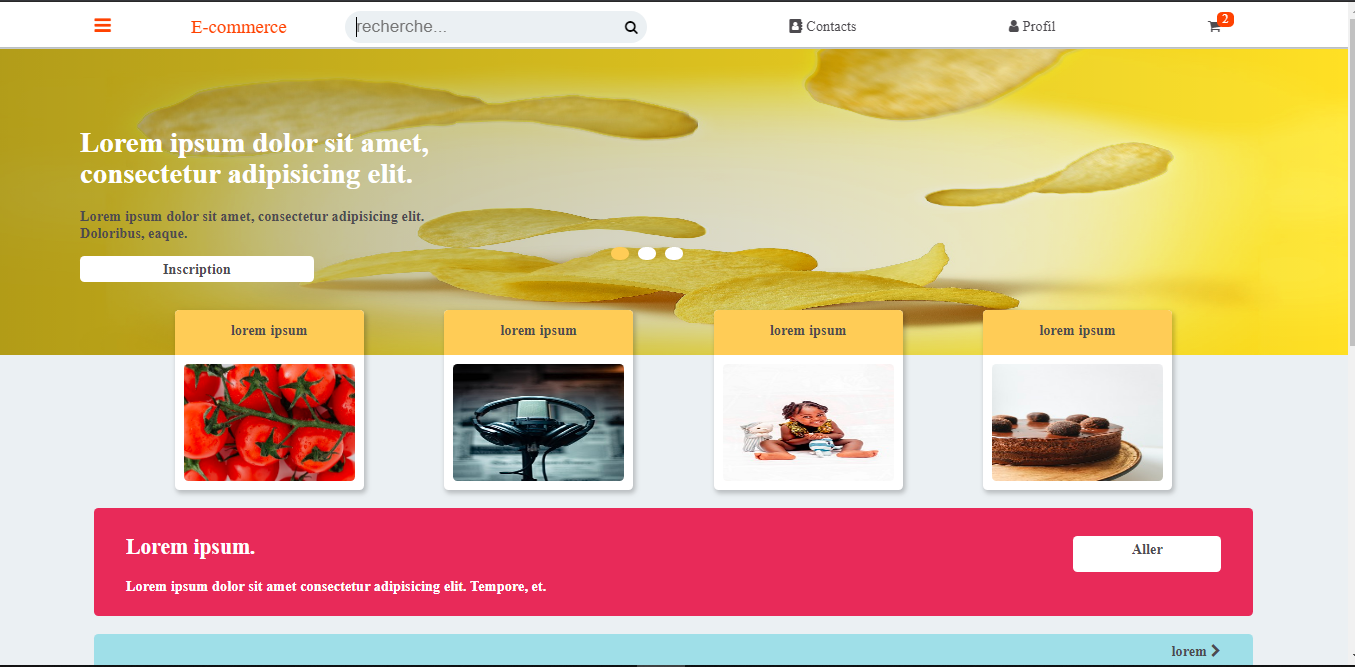 E-commerce
recherche...
Contacts
Profil
2
Lorem ipsum dolor sit amet,
consectetur adipisicing elit.
Lorem ipsum dolor sit amet, consectetur adipisicing elit.
Doloribus, eaque.
Inscription
lorem ipsum
lorem ipsum
lorem ipsum
lorem ipsum
Lorem ipsum.
Aller
Lorem ipsum dolor sit amet consectetur adipisicing elit. Tempore, et.
lorem